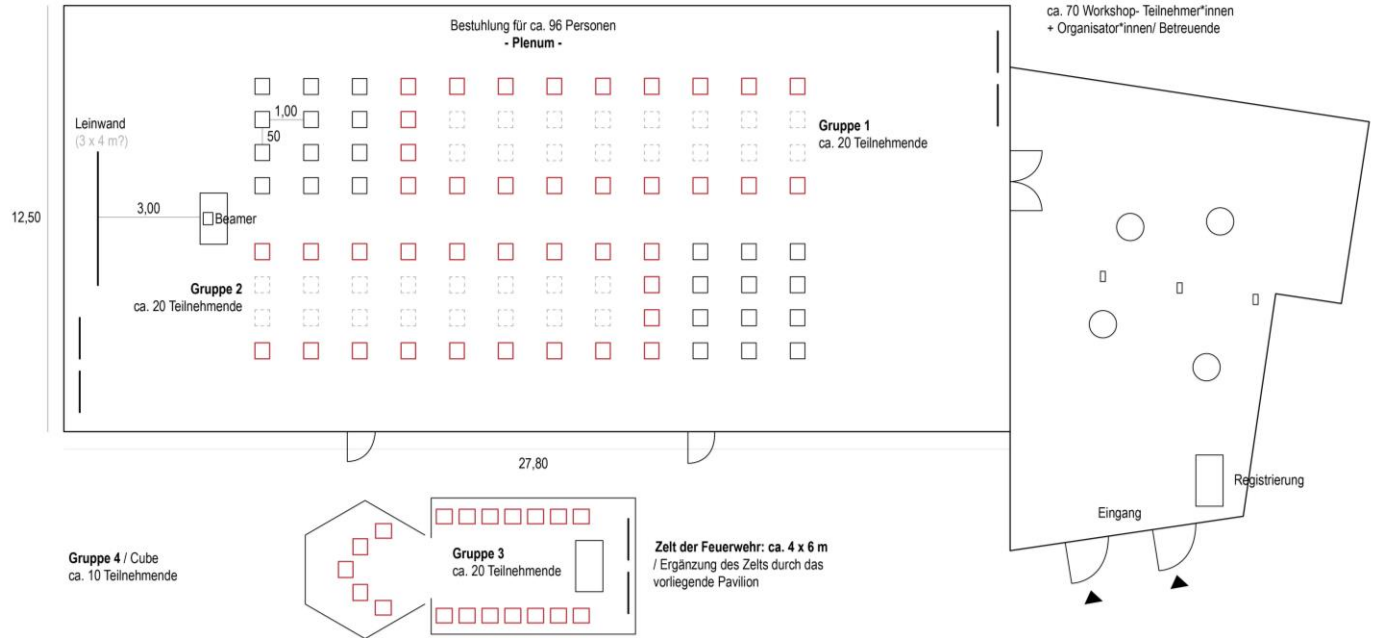 Bestuhlung für ca. 96 Personen
- Plenum -
ca. 70 Workshop- Teilnehmer*innen
+ Organisator*innen/ Betreuende
Leinwand
(3 x 4 m?)
1,00
50
Gruppe 1
ca. 20 Teilnehmende
12,50
3,00
Beamer
Gruppe 2
ca. 20 Teilnehmende
27,80
Registrierung
Eingang
Gruppe 4 / Cube
ca. 10 Teilnehmende
Gruppe 3
ca. 20 Teilnehmende
Zelt der Feuerwehr: ca. 4 x 6 m
/ Ergänzung des Zelts durch das
vorliegende Pavilion